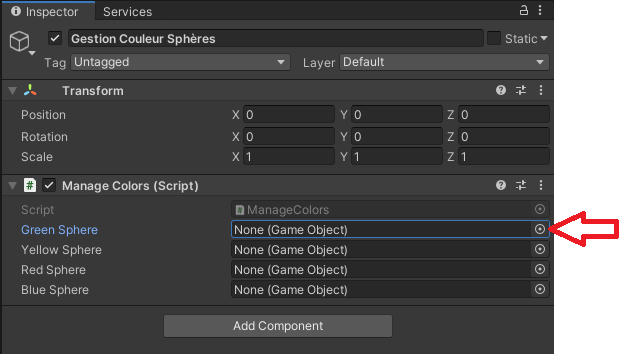 Inspector Services
Gestion Couleur Sphères Static
Tag Untagged Layer Default
Transform
Position X 0 Y 0 Z 0
Rotation X 0 Y 0 Z 0
Scale X 1 Y 1 Z 1
# Manage Colors (Script)
Script # ManageColors
Green Sphere None (Game Object)
Yellow Sphere None (Game Object)
Red Sphere None (Game Object)
Blue Sphere None (Game Object)
Add Component